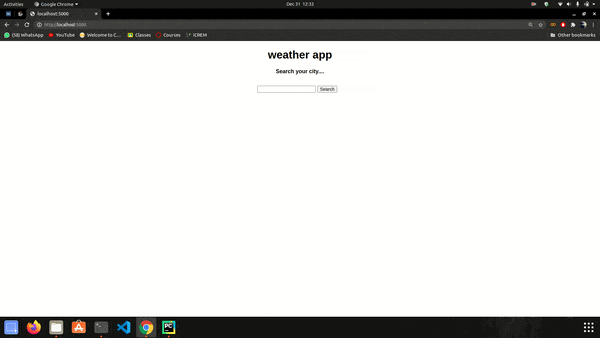 Activities Google Chrome Dec 31 12:33
localhost:5000
http://localhost:5000
(58) WhatsApp YouTube Welcome to C... Classes Courses ICREM Other bookmarks
weather app
Search your city....
Search
PC